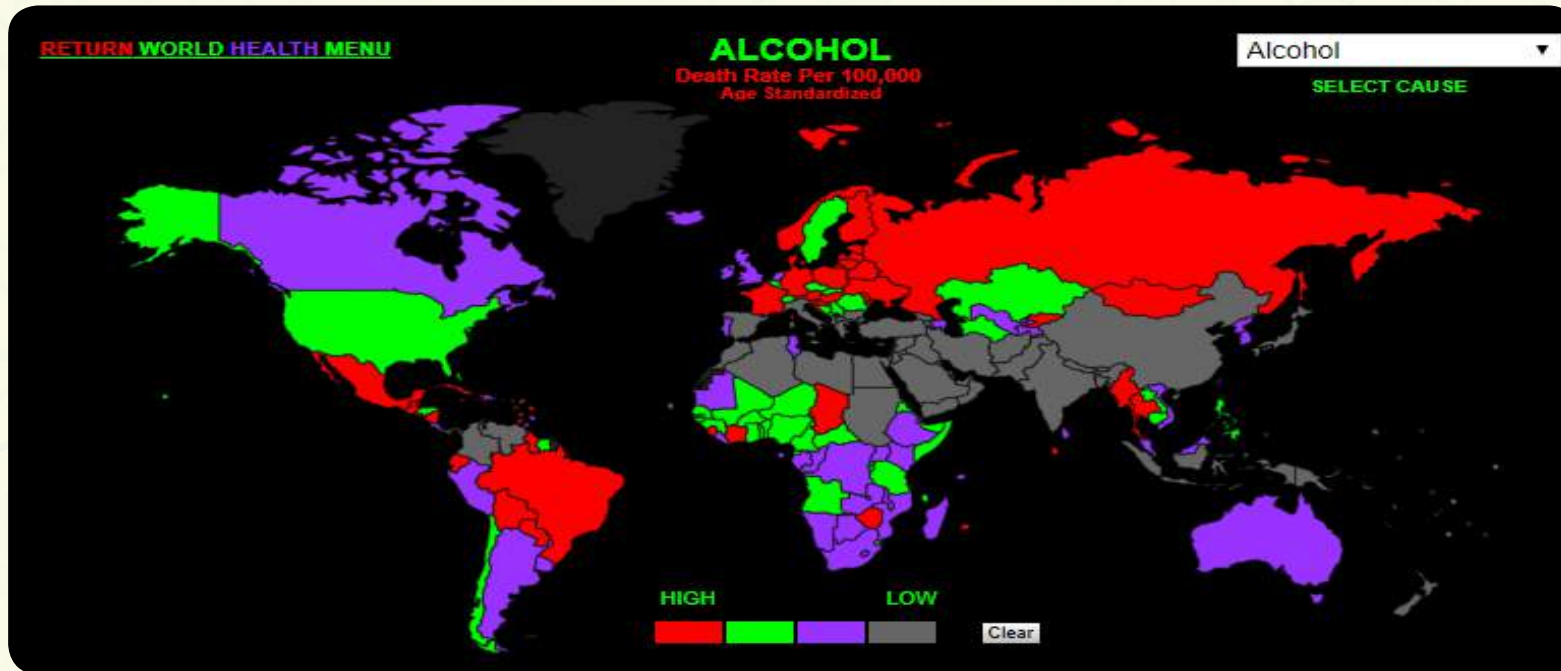 RETURN WORLD HEALTH MENU
ALCOHOL
Death Rate Per 100,000
Age Standardized
Alcohol
SELECT CAUSE
HIGH LOW
Clear